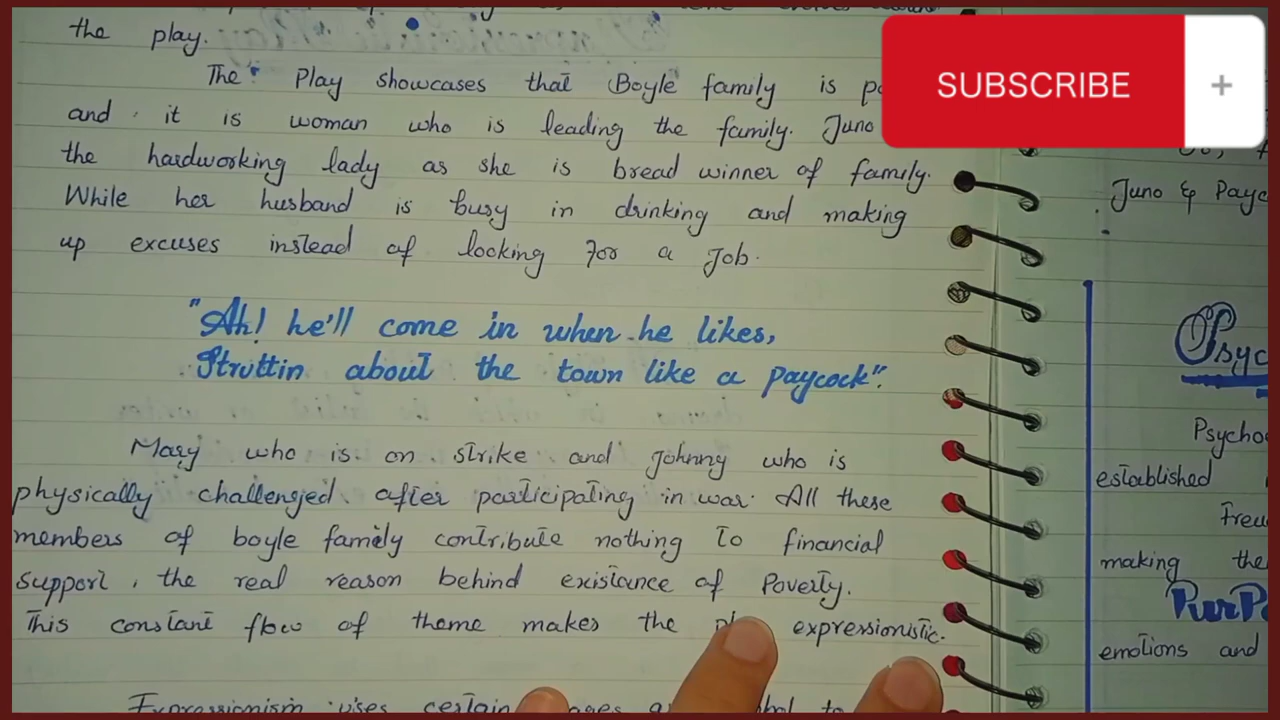 the play.
The Play showcases that Boyle family is
and it is woman who is leading the family. Juno
the hardworking lady as she is bread winner of family.
While her husband is busy in drinking and making
up excuses instead of looking for a Job.
"Ah! he'll come in when he likes,
Struttin about the town like a paycock".
Mary who is on strike and Johnny who is
physically challenged after participating in war. All these
members of boyle family contribute nothing to financial
support, the real reason behind existance of Poverty.
This constant flow of theme makes the expressionistic.
Expressionism uses certain
SUBSCRIBE +
Juno &
established
making the
emotions and